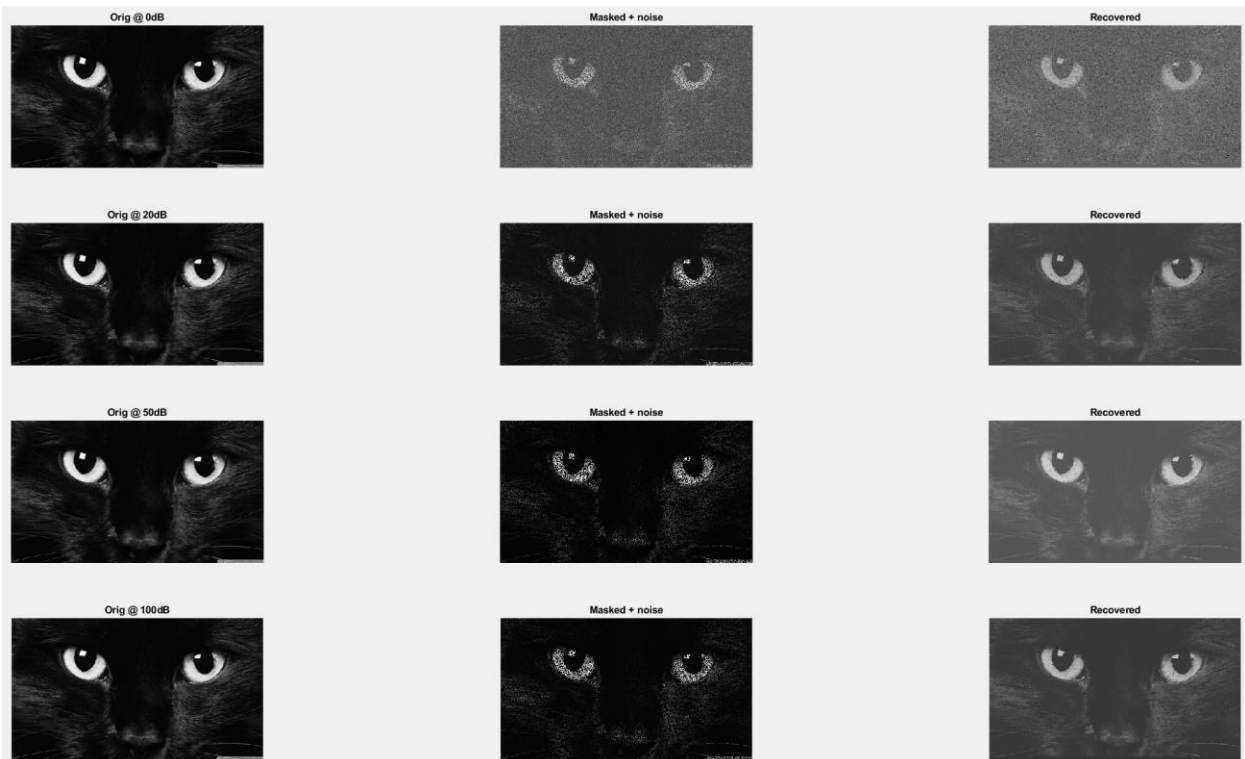 Orig @ 0dB Masked + noise Recovered
Orig @ 20dB Masked + noise Recovered
Orig @ 50dB Masked + noise Recovered
Orig @ 100dB Masked + noise Recovered